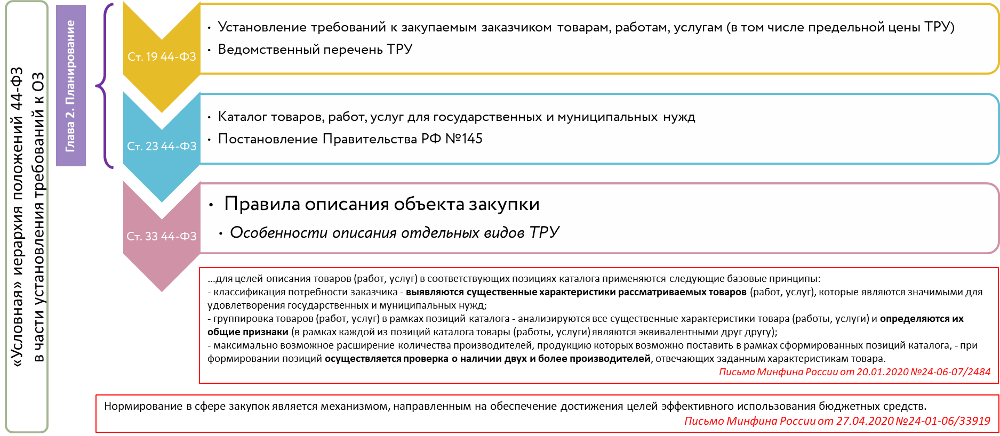 «Условная» иерархия положений 44-ФЗ
в части установления требований к ОЗ
Глава 2. Планирование
Ст. 19 44-ФЗ
• Установление требований к закупаемым заказчиком товарам, работам, услугам (в том числе предельной цены ТРУ)
• Ведомственный перечень ТРУ
Ст. 23 44-ФЗ
• Каталог товаров, работ, услуг для государственных и муниципальных нужд
• Постановление Правительства РФ №145
Ст. 33 44-ФЗ
• Правила описания объекта закупки
• Особенности описания отдельных видов ТРУ
...для целей описания товаров (работ, услуг) в соответствующих позициях каталога применяются следующие базовые принципы:
- классификация потребности заказчика - выявляются существенные характеристики рассматриваемых товаров (работ, услуг), которые являются значимыми для
удовлетворения государственных и муниципальных нужд;
- группировка товаров (работ, услуг) в рамках позиций каталога - анализируются все существенные характеристики товара (работы, услуги) и определяются их
общие признаки (в рамках каждой из позиций каталога товары (работы, услуги) являются эквивалентными друг другу);
- максимально возможное расширение количества производителей, продукцию которых возможно поставить в рамках сформированных позиций каталога, - при
формировании позиций осуществляется проверка о наличии двух и более производителей, отвечающих заданным характеристикам товара.
Письмо Минфина России от 20.01.2020 №24-06-07/2484
Нормирование в сфере закупок является механизмом, направленным на обеспечение достижения целей эффективного использования бюджетных средств.
Письмо Минфина России от 27.04.2020 №24-01-06/33919